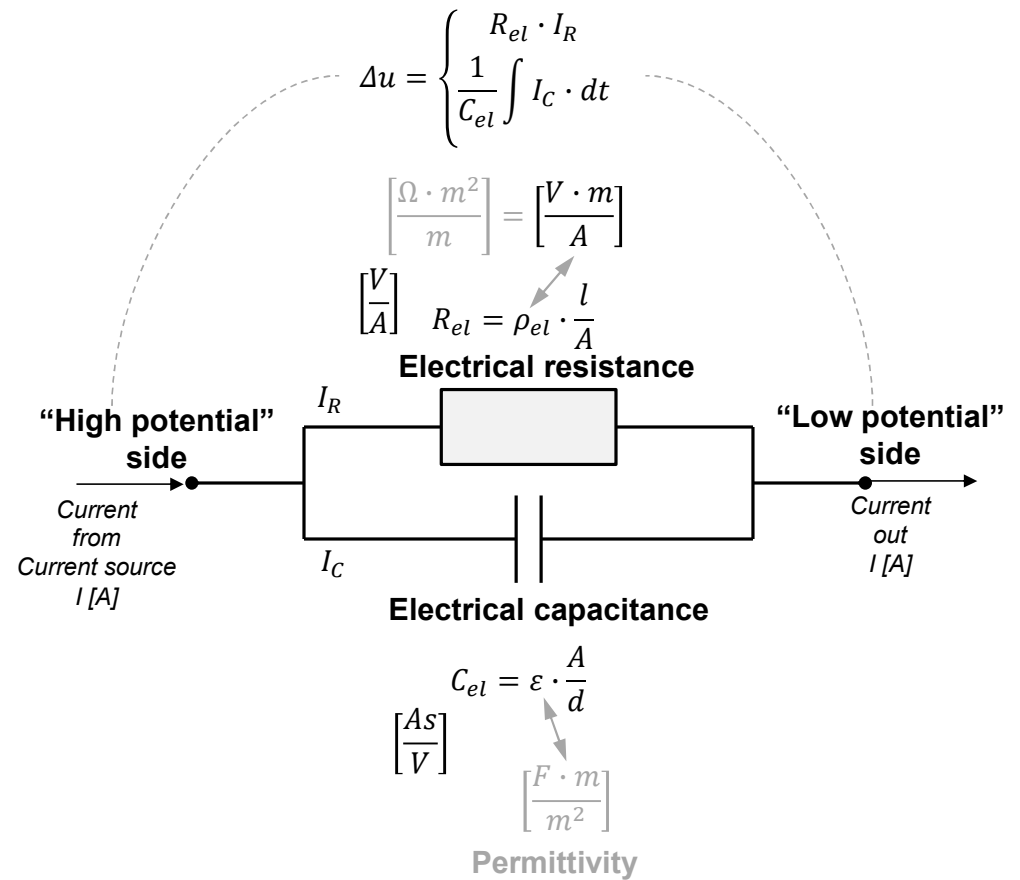 Δu = { R_el · I_R
1/C_el ∫ I_C · dt
[Ω · m²/m] = [V · m/A]
[V/A] R_el = ρ_el · l/A
Electrical resistance
I_R
“High potential”
side
“Low potential”
side
Current
from
Current source
I [A]
Current
out
I [A]
I_C
Electrical capacitance
C_el = ε · A/d
[As/V]
[F · m/m²]
Permittivity